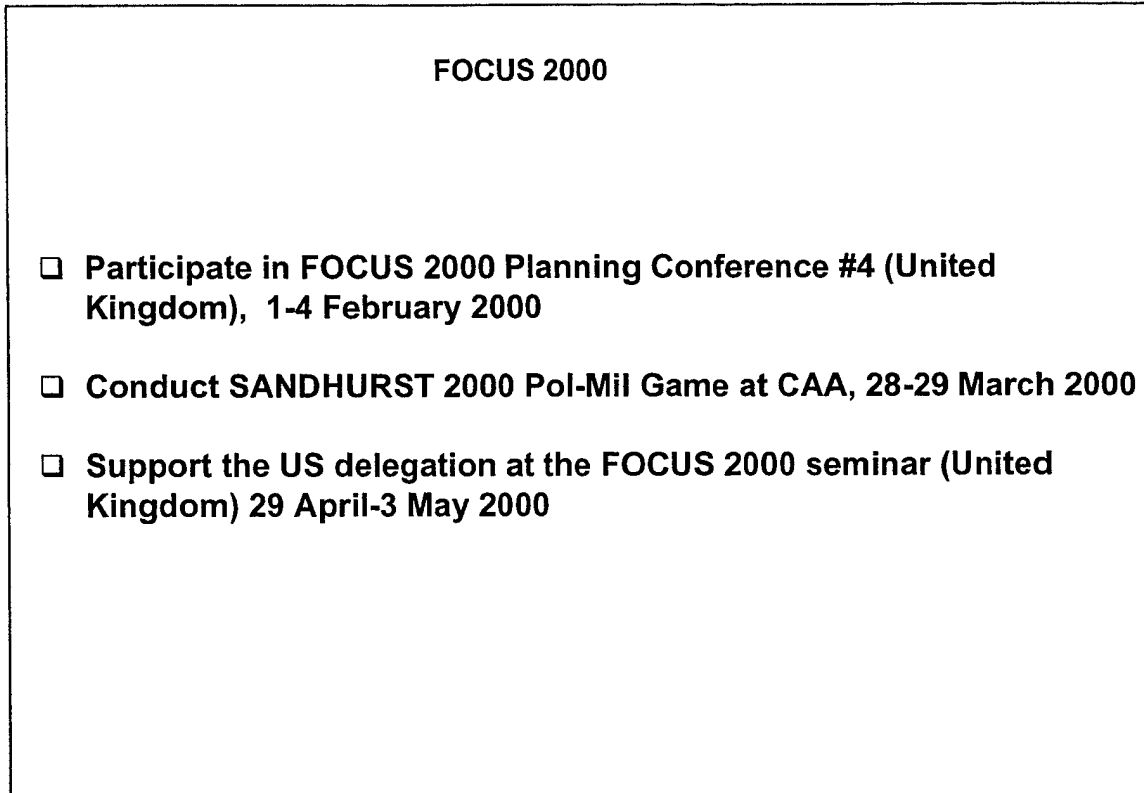 FOCUS 2000
❑ Participate in FOCUS 2000 Planning Conference #4 (United
Kingdom), 1-4 February 2000
❑ Conduct SANDHURST 2000 Pol-Mil Game at CAA, 28-29 March 2000
❑ Support the US delegation at the FOCUS 2000 seminar (United
Kingdom) 29 April-3 May 2000